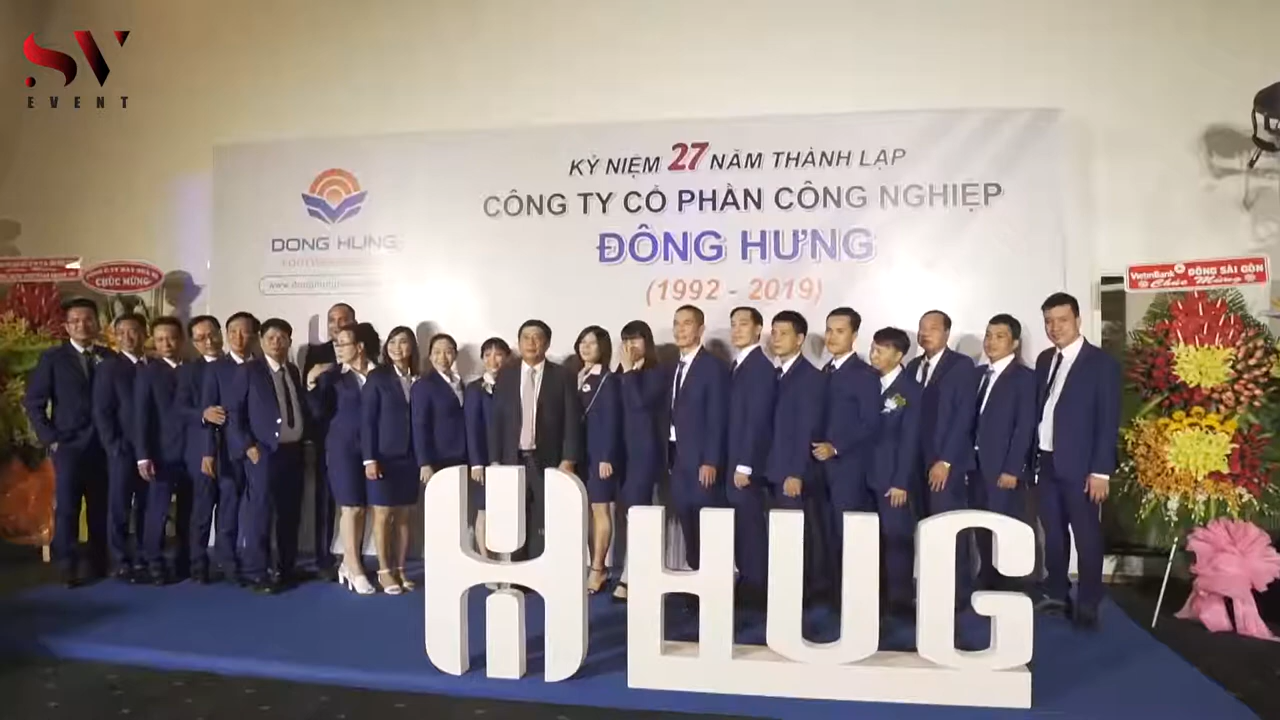 SV
EVENT
KỶ NIỆM 27 NĂM THÀNH LẬP
CÔNG TY CỔ PHẦN CÔNG NGHIỆP
ĐÔNG HƯNG
(1992 - 2019)
DONG HUNG
CHÚC MỪNG
VietinBank ĐÔNG SÀI GÒN
Chúc Mừng
HUG